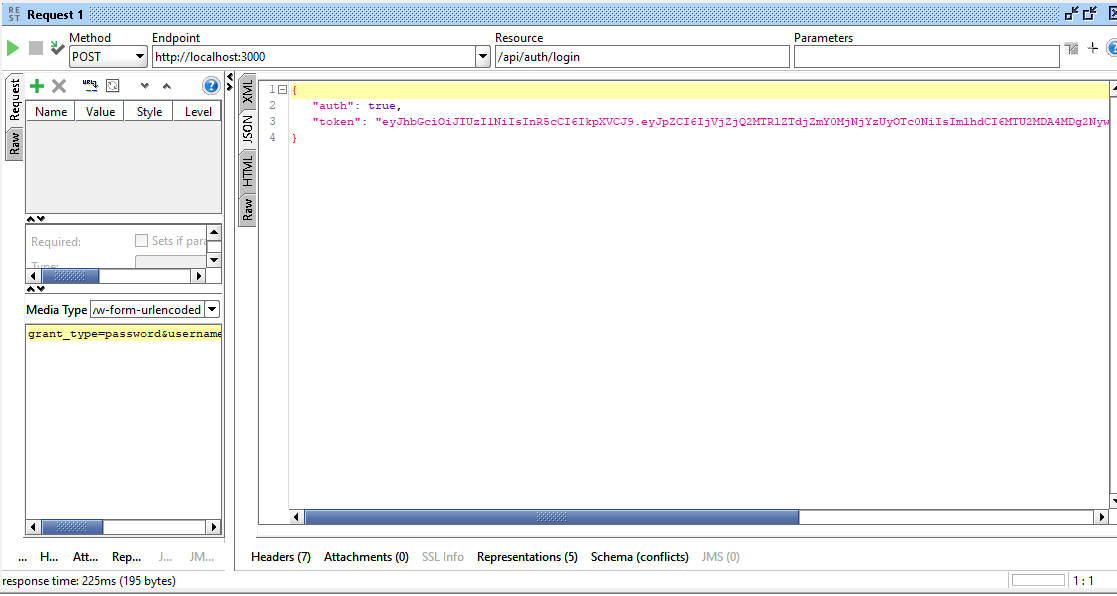 RE
ST
Request 1
Method
Endpoint
Resource
Parameters
POST
http://localhost:3000
/api/auth/login
Request
Raw
Name
Value
Style
Level
Required:
Sets if para
Type:
Media Type
/w-form-urlencoded
grant_type=password&username
XML
JSON
HTML
Raw
1 {
2 "auth": true,
3 "token": "eyJhbGciOiJIUzI1NiIsInR5cCI6IkpXVCJ9.eyJpZCI6IjVjZjQ2MTRlZTdjZmY0MjNjYzUyOTc0NiIsImlhdCI6MTU2MDA4MDg2Nyw
4 }
...
H...
Att...
Rep...
J...
JM...
Headers (7)
Attachments (0)
SSL Info
Representations (5)
Schema (conflicts)
JMS (0)
response time: 225ms (195 bytes)
1 : 1